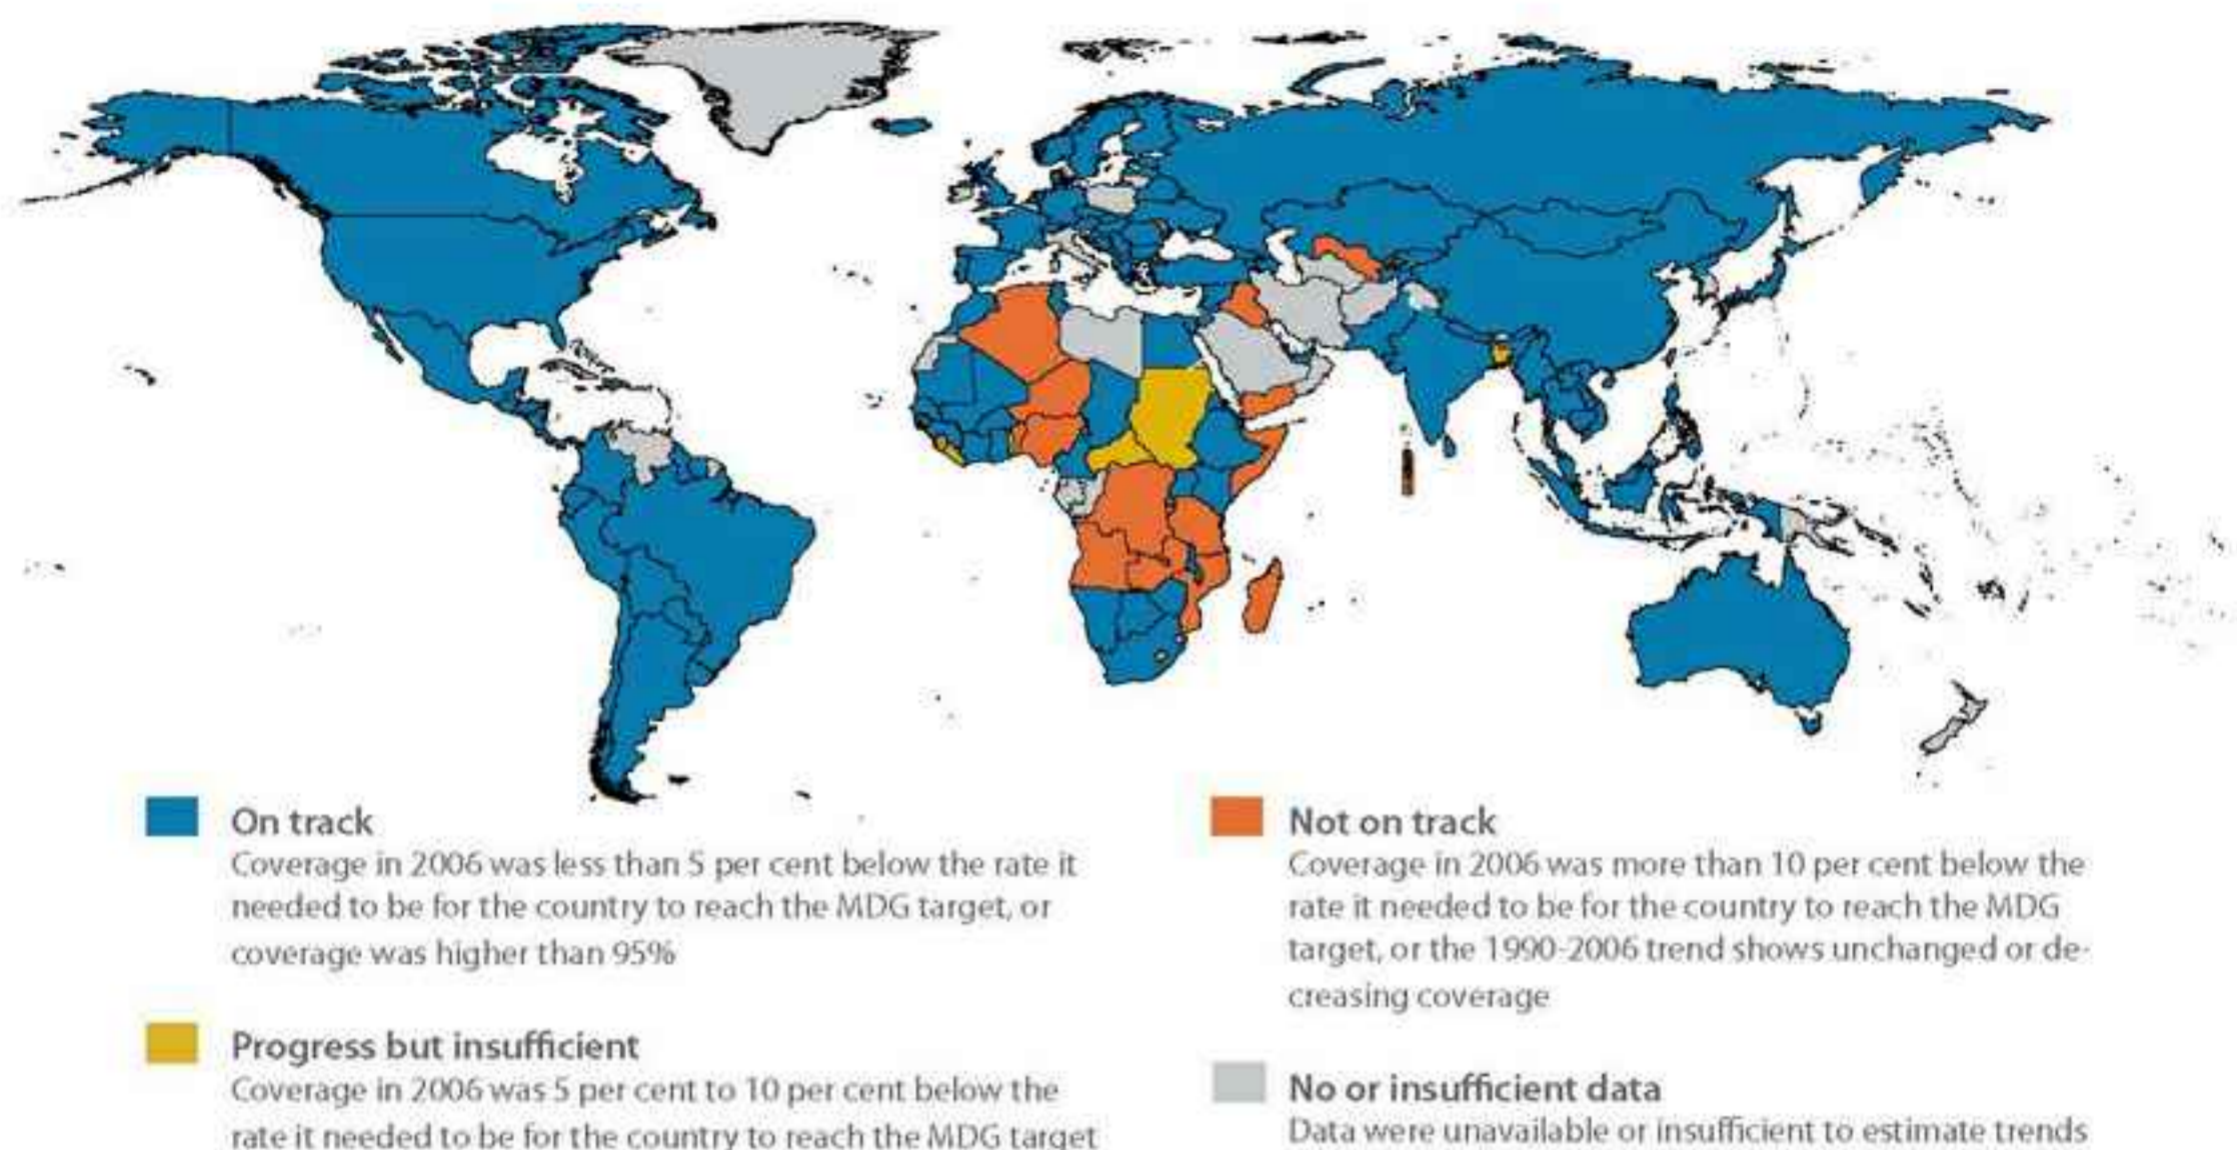 On track
Coverage in 2006 was less than 5 per cent below the rate it
needed to be for the country to reach the MDG target, or
coverage was higher than 95%
Progress but insufficient
Coverage in 2006 was 5 per cent to 10 per cent below the
rate it needed to be for the country to reach the MDG target
Not on track
Coverage in 2006 was more than 10 per cent below the
rate it needed to be for the country to reach the MDG
target, or the 1990-2006 trend shows unchanged or de-
creasing coverage
No or insufficient data
Data were unavailable or insufficient to estimate trends